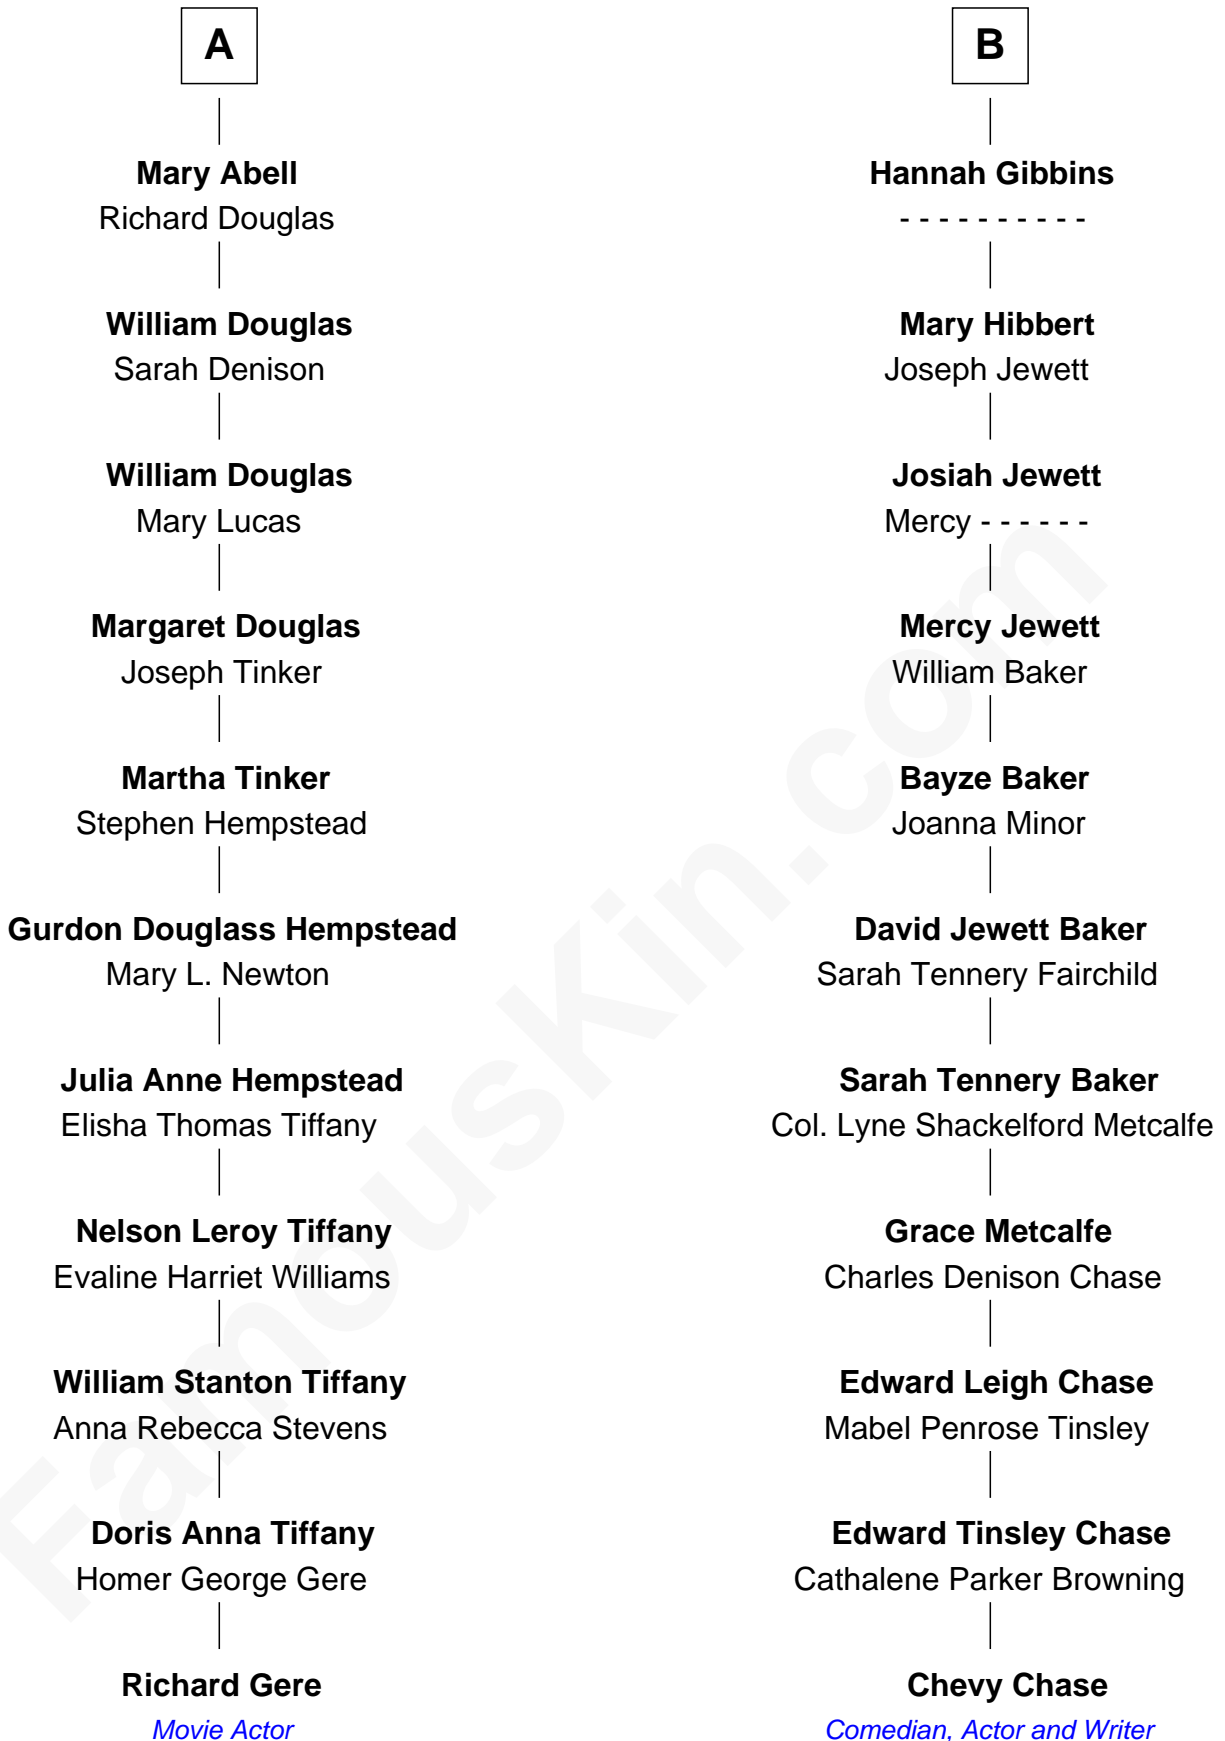 A
Mary Abell
Richard Douglas
William Douglas
Sarah Denison
William Douglas
Mary Lucas
Margaret Douglas
Joseph Tinker
Martha Tinker
Stephen Hempstead
Gurdon Douglass Hempstead
Mary L. Newton
Julia Anne Hempstead
Elisha Thomas Tiffany
Nelson Leroy Tiffany
Evaline Harriet Williams
William Stanton Tiffany
Anna Rebecca Stevens
Doris Anna Tiffany
Homer George Gere
Richard Gere
Movie Actor
B
Hannah Gibbins
- - - - - - - - - -
Mary Hibbert
Joseph Jewett
Josiah Jewett
Mercy - - - - - -
Mercy Jewett
William Baker
Bayze Baker
Joanna Minor
David Jewett Baker
Sarah Tennery Fairchild
Sarah Tennery Baker
Col. Lyne Shackelford Metcalfe
Grace Metcalfe
Charles Denison Chase
Edward Leigh Chase
Mabel Penrose Tinsley
Edward Tinsley Chase
Cathalene Parker Browning
Chevy Chase
Comedian, Actor and Writer
FamousKin.com